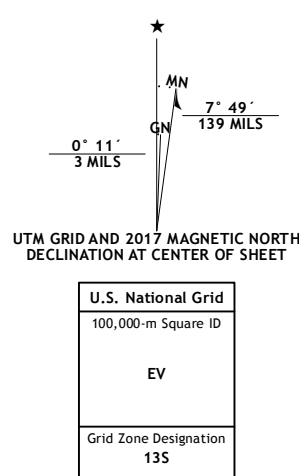 MN
7° 49´
139 MILS
GN
0° 11´
3 MILS
UTM GRID AND 2017 MAGNETIC NORTH
DECLINATION AT CENTER OF SHEET
U.S. National Grid
100,000-m Square ID
EV
Grid Zone Designation
13S